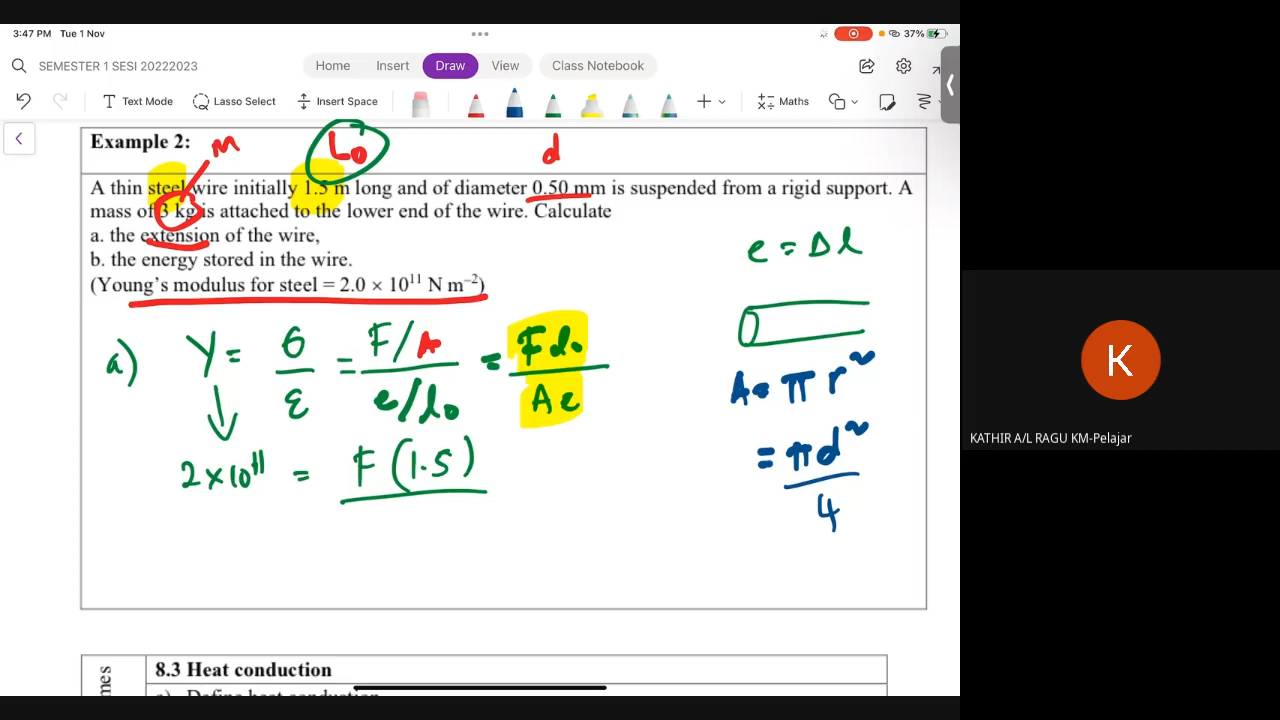 3:47 PM Tue 1 Nov
37%
SEMESTER 1 SESI 20222023
Home Insert Draw View Class Notebook
Text Mode Lasso Select Insert Space Maths
Example 2:
M
Lo
d
A thin steel wire initially 1.5 m long and of diameter 0.50 mm is suspended from a rigid support. A
mass of 3 kg is attached to the lower end of the wire. Calculate
a. the extension of the wire,
b. the energy stored in the wire.
(Young's modulus for steel = 2.0 × 10¹¹ N m⁻²)
e = Δl
a) Y = σ/ε = (F/A)/(e/l₀) = Fl₀/Ae
2×10¹¹ = F(1.5)
A = πr²
= πd²/4
K
KATHIR A/L RAGU KM-Pelajar
8.3 Heat conduction